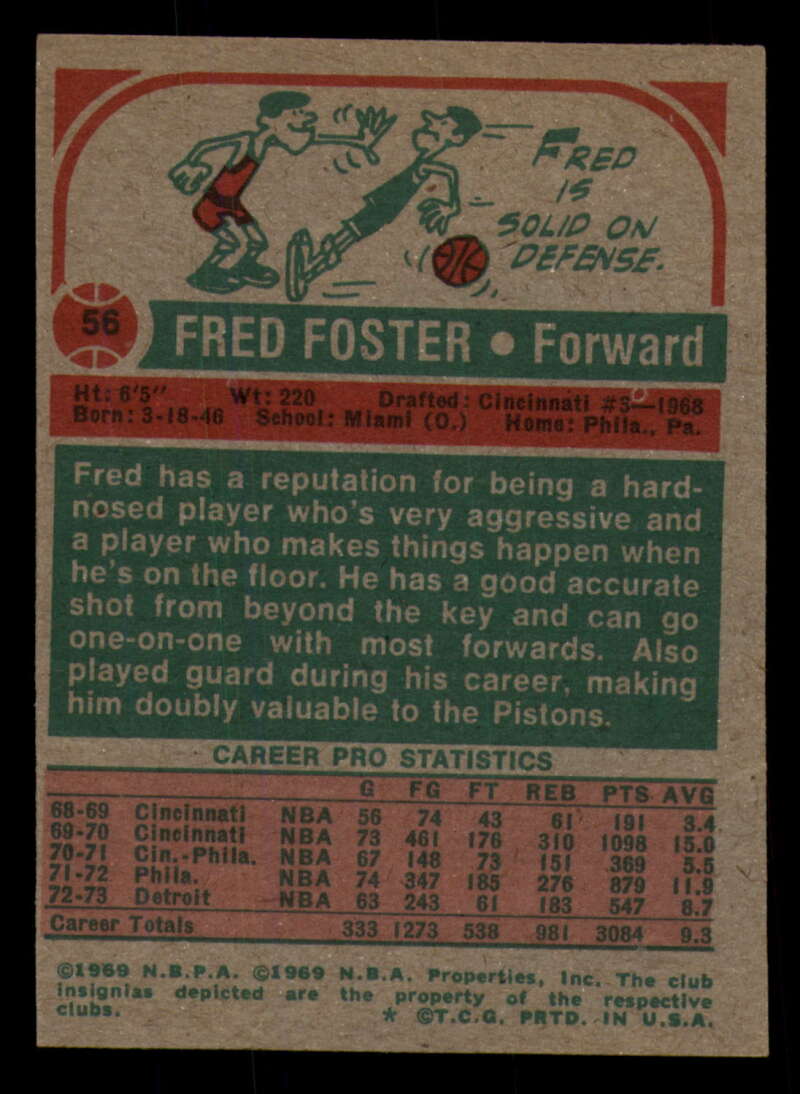 FRED
IS
SOLID ON
DEFENSE.
56
FRED FOSTER • Forward
Ht: 6'5" Wt: 220 Drafted: Cincinnati #3—1968
Born: 3-18-46 School: Miami (O.) Home: Phila., Pa.
Fred has a reputation for being a hard-
nosed player who's very aggressive and
a player who makes things happen when
he's on the floor. He has a good accurate
shot from beyond the key and can go
one-on-one with most forwards. Also
played guard during his career, making
him doubly valuable to the Pistons.
CAREER PRO STATISTICS
G FG FT REB PTS AVG
68-69 Cincinnati NBA 56 74 43 61 191 3.4
69-70 Cincinnati NBA 73 461 176 310 1098 15.0
70-71 Cin.-Phila. NBA 67 148 73 151 369 5.5
71-72 Phila. NBA 74 347 185 276 879 11.9
72-73 Detroit NBA 63 243 61 183 547 8.7
Career Totals 333 1273 538 981 3084 9.3
©1969 N.B.P.A. ©1969 N.B.A. Properties, Inc. The club
insignias depicted are the property of the respective
clubs. * ©T.C.G. PRTD. IN U.S.A.